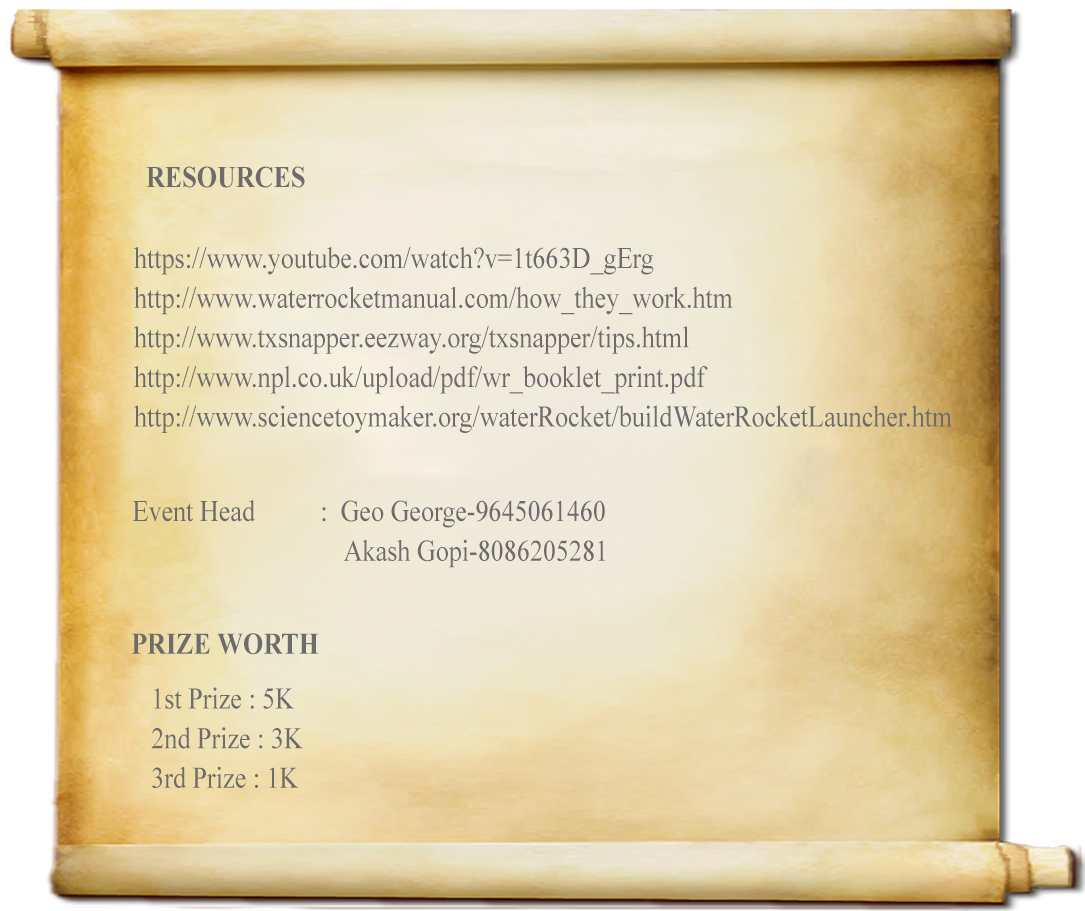 RESOURCES
https://www.youtube.com/watch?v=1t663D_gErg
http://www.waterrocketmanual.com/how_they_work.htm
http://www.txsnapper.eezway.org/txsnapper/tips.html
http://www.npl.co.uk/upload/pdf/wr_booklet_print.pdf
http://www.sciencetoymaker.org/waterRocket/buildWaterRocketLauncher.htm
Event Head : Geo George-9645061460
Akash Gopi-8086205281
PRIZE WORTH
1st Prize : 5K
2nd Prize : 3K
3rd Prize : 1K